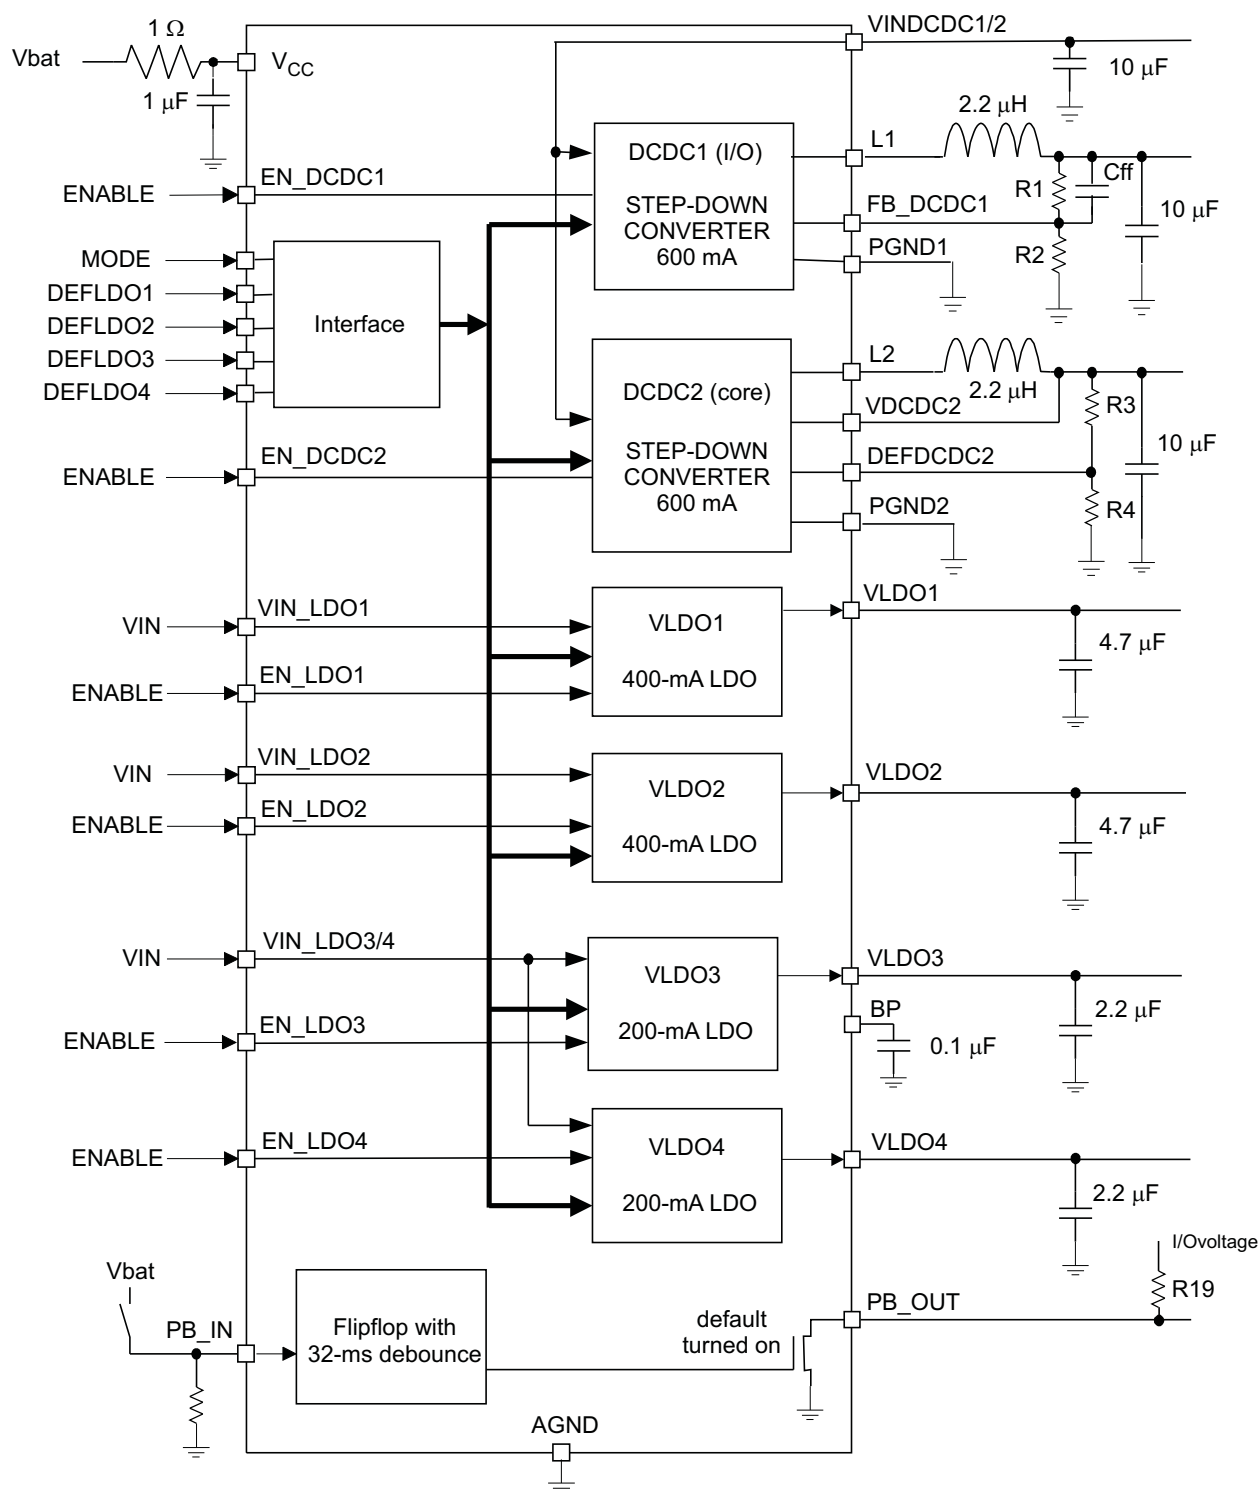 1 Ω
Vbat
VCC
1 μF
VINDCDC1/2
10 μF
2.2 μH
DCDC1 (I/O)
STEP-DOWN
CONVERTER
600 mA
L1
Cff
R1
10 μF
ENABLE
EN_DCDC1
FB_DCDC1
R2
PGND1
MODE
DEFLDO1
DEFLDO2
DEFLDO3
DEFLDO4
Interface
DCDC2 (core)
STEP-DOWN
CONVERTER
600 mA
L2
2.2 μH
VDCDC2
R3
10 μF
DEFDCDC2
R4
PGND2
ENABLE
EN_DCDC2
VIN
VIN_LDO1
VLDO1
400-mA LDO
VLDO1
4.7 μF
ENABLE
EN_LDO1
VIN
VIN_LDO2
VLDO2
400-mA LDO
VLDO2
4.7 μF
ENABLE
EN_LDO2
VIN
VIN_LDO3/4
VLDO3
200-mA LDO
VLDO3
2.2 μF
BP
0.1 μF
ENABLE
EN_LDO3
ENABLE
EN_LDO4
VLDO4
200-mA LDO
VLDO4
2.2 μF
I/Ovoltage
R19
Vbat
PB_IN
Flipflop with
32-ms debounce
default
turned on
PB_OUT
AGND